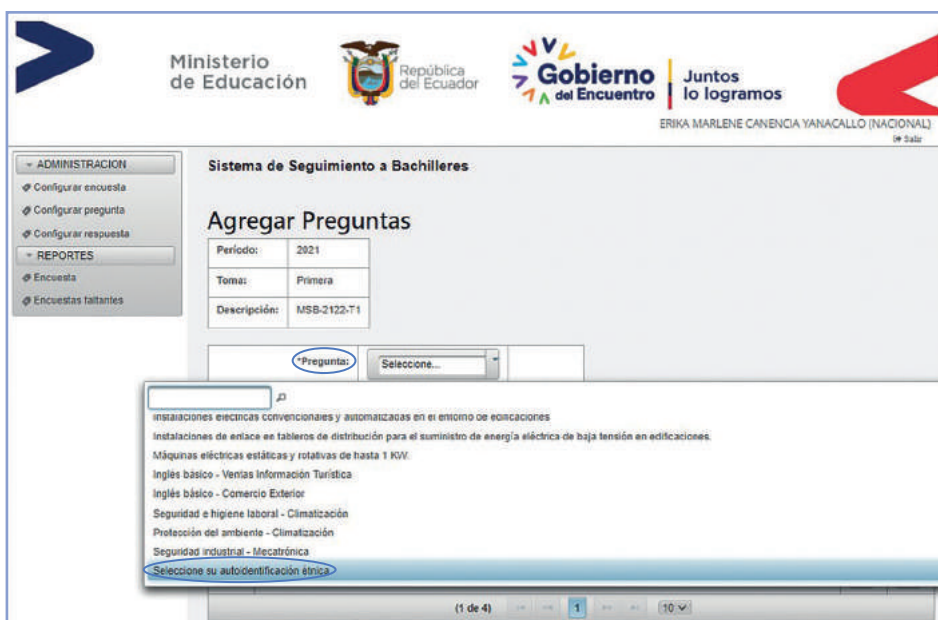 Ministerio
de Educación
República
del Ecuador
Gobierno
del Encuentro
Juntos
lo logramos
ERIKA MARLENE CANENCIA YANACALLO (NACIONAL)
Salir
ADMINISTRACION
Configurar encuesta
Configurar pregunta
Configurar respuesta
REPORTES
Encuesta
Encuestas faltantes
Sistema de Seguimiento a Bachilleres
Agregar Preguntas
Período: 2021
Toma: Primera
Descripción: MSB-2122-T1
*Pregunta: Seleccione...
Instalaciones eléctricas convencionales y automatizadas en el entorno de edificaciones
Instalaciones de enlace en tableros de distribución para el suministro de energía eléctrica de baja tensión en edificaciones.
Máquinas eléctricas estáticas y rotativas de hasta 1 KW.
Inglés básico - Ventas Información Turística
Inglés básico - Comercio Exterior
Seguridad e higiene laboral - Climatización
Protección del ambiente - Climatización
Seguridad industrial - Mecatrónica
Seleccione su autoidentificación étnica
(1 de 4) 1 10